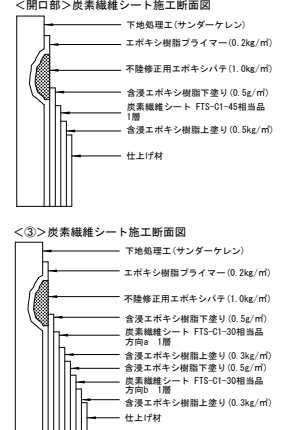 <開口部>炭素繊維シート施工断面図
下地処理工(サンダーケレン)
エポキシ樹脂プライマー(0.2kg/㎡)
不陸修正用エポキシパテ(1.0kg/㎡)
含浸エポキシ樹脂下塗り(0.5g/㎡)
炭素繊維シート FTS-C1-45相当品
1層
含浸エポキシ樹脂上塗り(0.5kg/㎡)
仕上げ材
<③>炭素繊維シート施工断面図
下地処理工(サンダーケレン)
エポキシ樹脂プライマー(0.2kg/㎡)
不陸修正用エポキシパテ(1.0kg/㎡)
含浸エポキシ樹脂下塗り(0.5g/㎡)
炭素繊維シート FTS-C1-30相当品
方向a 1層
含浸エポキシ樹脂上塗り(0.3kg/㎡)
含浸エポキシ樹脂下塗り(0.5g/㎡)
炭素繊維シート FTS-C1-30相当品
方向b 1層
含浸エポキシ樹脂上塗り(0.3kg/㎡)
仕上げ材